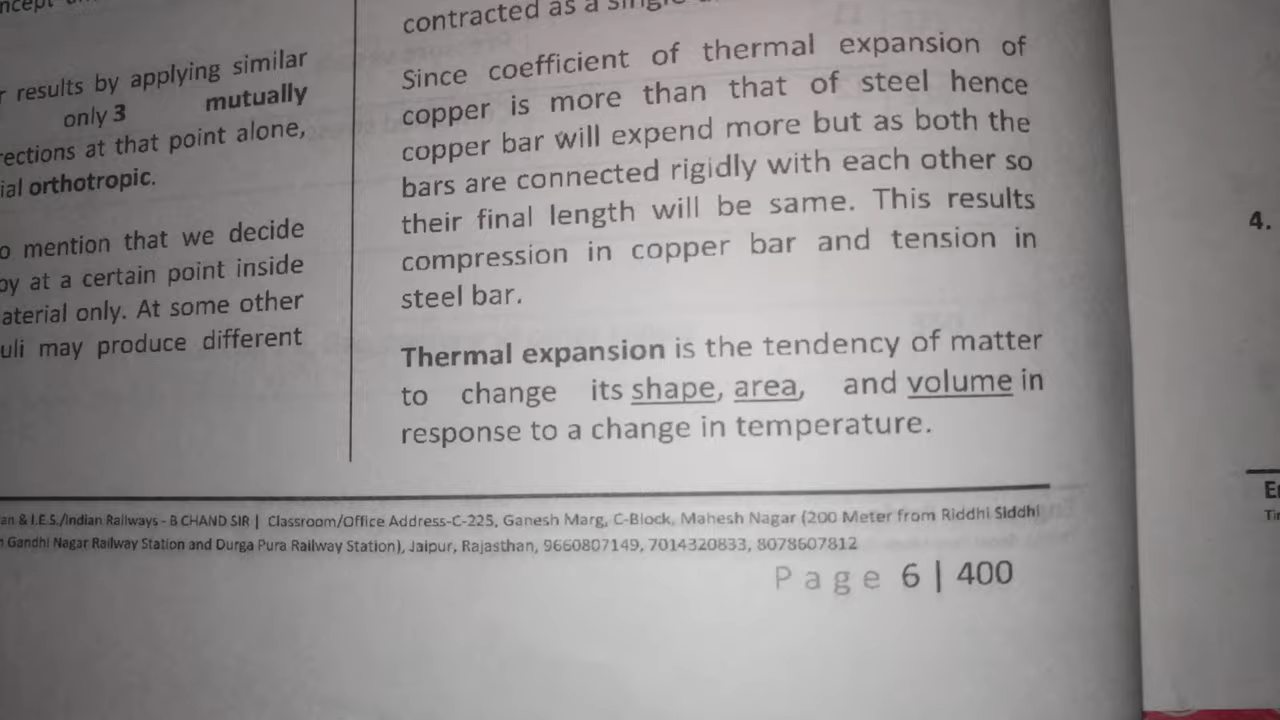 results by applying similar
only 3 mutually
at that point alone,
orthotropic.
mention that we decide
at a certain point inside
only. At some other
may produce different
contracted as a
Since coefficient of thermal expansion of
copper is more than that of steel hence
copper bar will expend more but as both the
bars are connected rigidly with each other so
their final length will be same. This results
compression in copper bar and tension in
steel bar.
Thermal expansion is the tendency of matter
to change its shape, area, and volume in
response to a change in temperature.
& I.E.S./Indian Railways - B CHAND SIR | Classroom/Office Address-C-225, Ganesh Marg, C-Block, Mahesh Nagar (200 Meter from Riddhi Siddhi
Gandhi Nagar Railway Station and Durga Pura Railway Station), Jaipur, Rajasthan, 9660807149, 7014320833, 8078607812
Page 6 | 400
4.